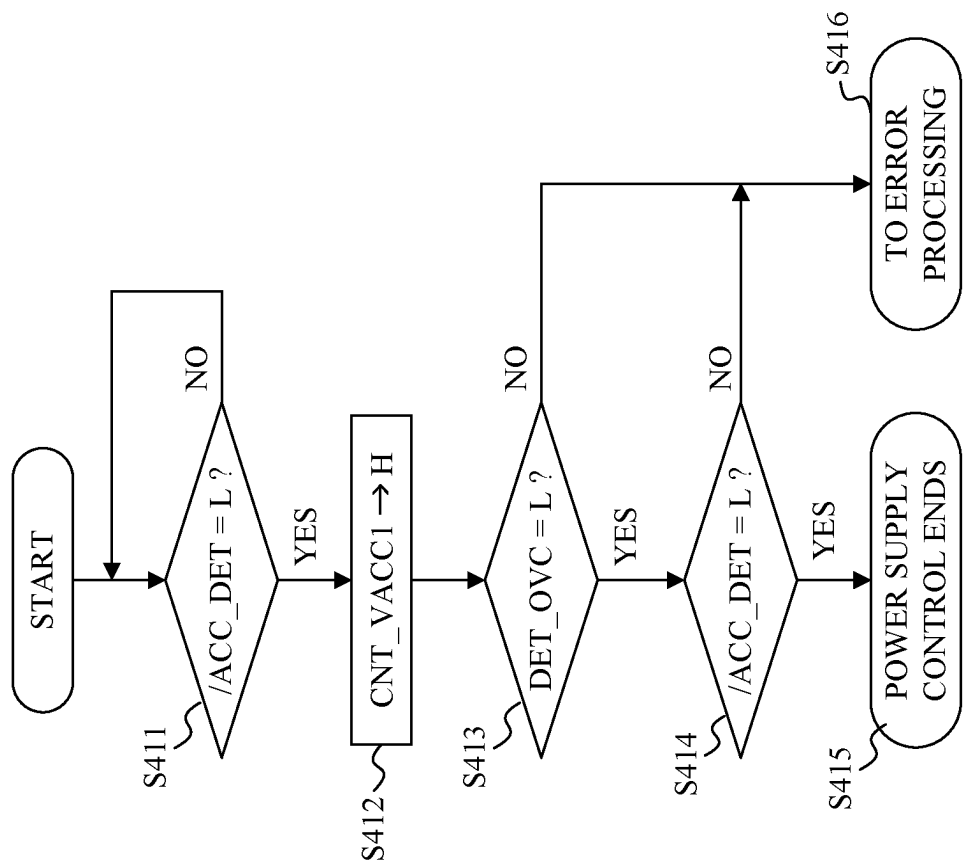 START
S411
/ACC_DET = L ?
NO
YES
S412
CNT_VACC1 → H
S413
DET_OVC = L ?
NO
YES
S414
/ACC_DET = L ?
NO
YES
S415
POWER SUPPLY
CONTROL ENDS
S416
TO ERROR
PROCESSING